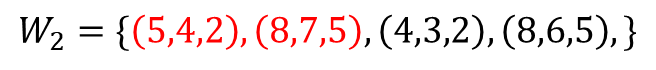 W₂ = {(5,4,2),(8,7,5),(4,3,2),(8,6,5),}